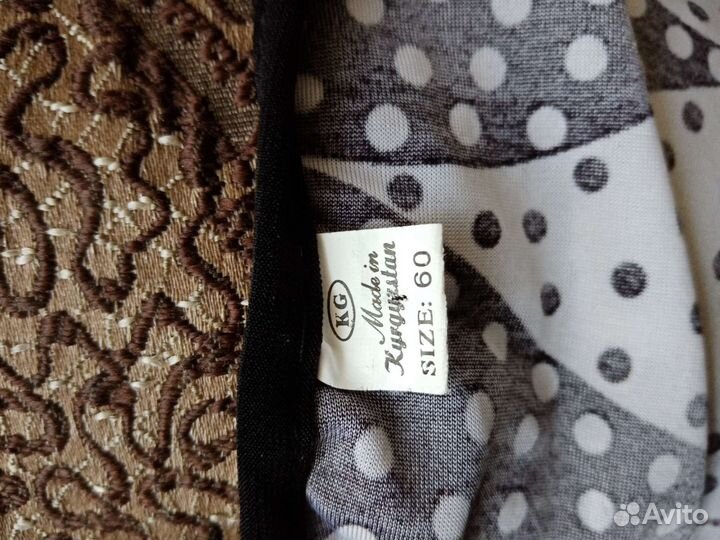 KG
Made in
Kyrgyzstan
SIZE: 60
Avito